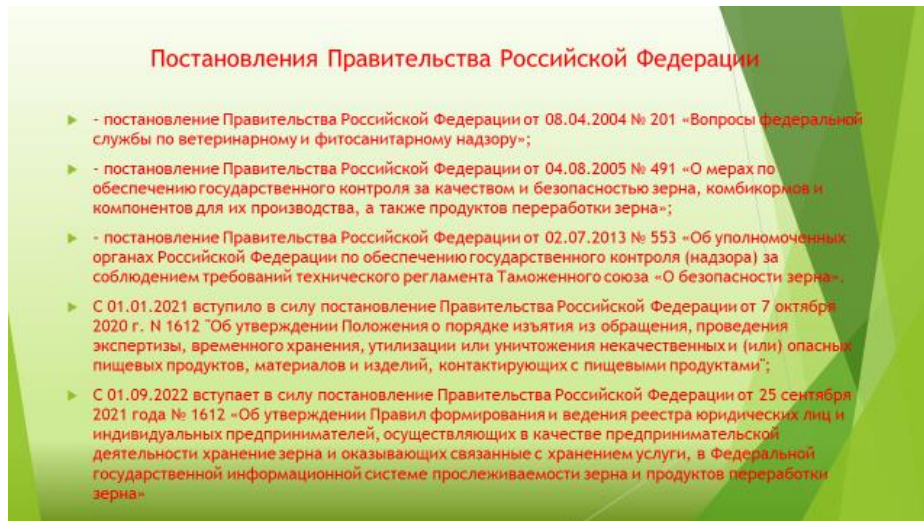 Постановления Правительства Российской Федерации
- постановление Правительства Российской Федерации от 08.04.2004 № 201 «Вопросы федеральной
службы по ветеринарному и фитосанитарному надзору»;
- постановление Правительства Российской Федерации от 04.08.2005 № 491 «О мерах по
обеспечению государственного контроля за качеством и безопасностью зерна, комбикормов и
компонентов для их производства, а также продуктов переработки зерна»;
- постановление Правительства Российской Федерации от 02.07.2013 № 553 «Об уполномоченных
органах Российской Федерации по обеспечению государственного контроля (надзора) за
соблюдением требований технического регламента Таможенного союза «О безопасности зерна».
С 01.01.2021 вступило в силу постановление Правительства Российской Федерации от 7 октября
2020 г. N 1612 "Об утверждении Положения о порядке изъятия из обращения, проведения
экспертизы, временного хранения, утилизации или уничтожения некачественных и (или) опасных
пищевых продуктов, материалов и изделий, контактирующих с пищевыми продуктами";
С 01.09.2022 вступает в силу постановление Правительства Российской Федерации от 25 сентября
2021 года № 1612 «Об утверждении Правил формирования и ведения реестра юридических лиц и
индивидуальных предпринимателей, осуществляющих в качестве предпринимательской
деятельности хранение зерна и оказывающих связанные с хранением услуги, в Федеральной
государственной информационной системе прослеживаемости зерна и продуктов переработки
зерна»